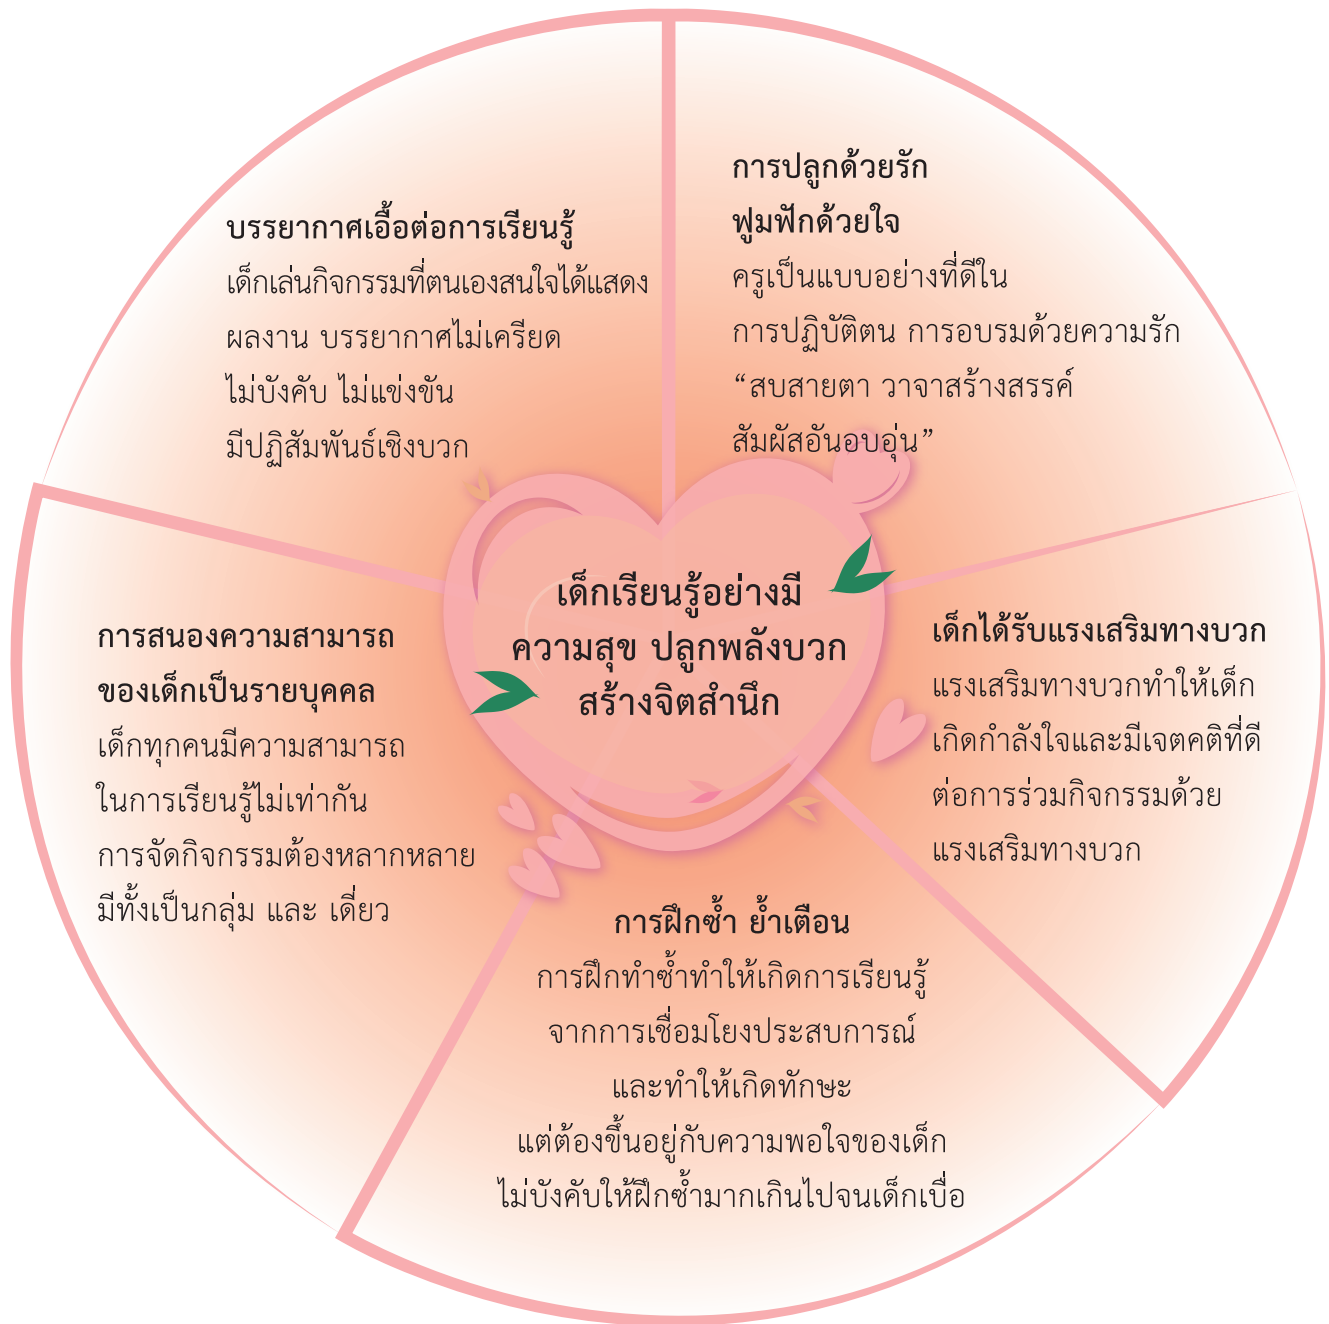 การปลูกด้วยรัก
ฟูมฟักด้วยใจ
ครูเป็นแบบอย่างที่ดีใน
การปฏิบัติตน การอบรมด้วยความรัก
“สบสายตา วาจาสร้างสรรค์
สัมผัสอันอบอุ่น”
บรรยากาศเอื้อต่อการเรียนรู้
เด็กเล่นกิจกรรมที่ตนเองสนใจได้แสดง
ผลงาน บรรยากาศไม่เครียด
ไม่บังคับ ไม่แข่งขัน
มีปฏิสัมพันธ์เชิงบวก
เด็กเรียนรู้อย่างมี
ความสุข ปลูกพลังบวก
สร้างจิตสำนึก
เด็กได้รับแรงเสริมทางบวก
แรงเสริมทางบวกทำให้เด็ก
เกิดกำลังใจและมีเจตคติที่ดี
ต่อการร่วมกิจกรรมด้วย
แรงเสริมทางบวก
การสนองความสามารถ
ของเด็กเป็นรายบุคคล
เด็กทุกคนมีความสามารถ
ในการเรียนรู้ไม่เท่ากัน
การจัดกิจกรรมต้องหลากหลาย
มีทั้งเป็นกลุ่ม และ เดี่ยว
การฝึกซ้ำ ย้ำเตือน
การฝึกทำซ้ำทำให้เกิดการเรียนรู้
จากการเชื่อมโยงประสบการณ์
และทำให้เกิดทักษะ
แต่ต้องขึ้นอยู่กับความพอใจของเด็ก
ไม่บังคับให้ฝึกซ้ำมากเกินไปจนเด็กเบื่อ